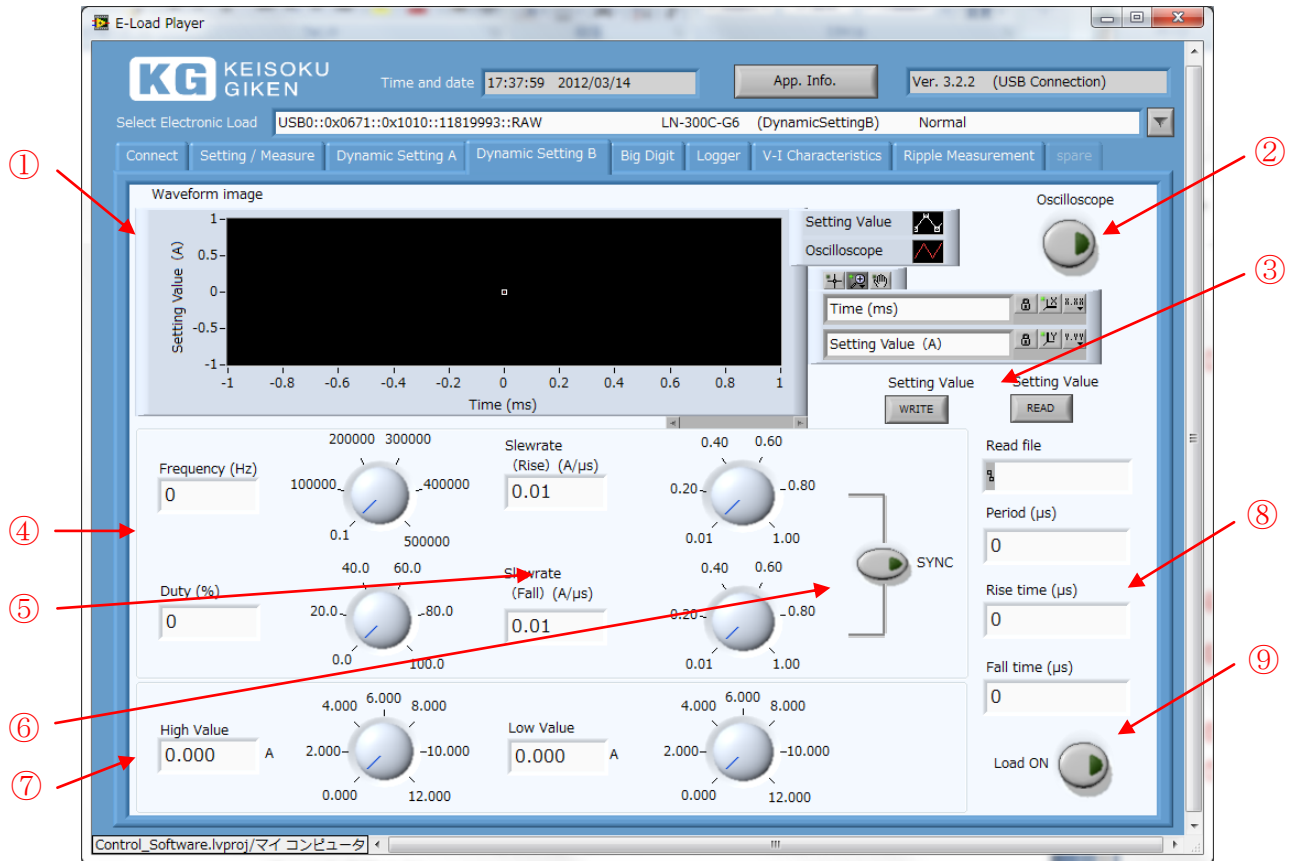 E-Load Player
KG KEISOKU GIKEN
Time and date 17:37:59 2012/03/14
App. Info.
Ver. 3.2.2 (USB Connection)
Select Electronic Load USB0::0x0671::0x1010::11819993::RAW LN-300C-G6 (DynamicSettingB) Normal
Connect Setting / Measure Dynamic Setting A Dynamic Setting B Big Digit Logger V-I Characteristics Ripple Measurement spare
①
②
③
④
⑤
⑥
⑦
⑧
⑨
Waveform image
Setting Value (A)
1
0.5
0
-0.5
-1
-1 -0.8 -0.6 -0.4 -0.2 0 0.2 0.4 0.6 0.8 1
Time (ms)
Setting Value
Oscilloscope
Oscilloscope
Time (ms)
X X.XX
Setting Value (A)
Y Y.YY
Setting Value
WRITE
Setting Value
READ
Frequency (Hz)
0
200000 300000
100000 400000
0.1 500000
Slewrate
(Rise) (A/µs)
0.01
0.40 0.60
0.20 0.80
0.01 1.00
Duty (%)
0
40.0 60.0
20.0 80.0
0.0 100.0
Slewrate
(Fall) (A/µs)
0.01
0.40 0.60
0.20 0.80
0.01 1.00
SYNC
Read file
Period (µs)
0
Rise time (µs)
0
Fall time (µs)
0
High Value
0.000 A
4.000 6.000 8.000
2.000 10.000
0.000 12.000
Low Value
0.000 A
4.000 6.000 8.000
2.000 10.000
0.000 12.000
Load ON
Control_Software.lvproj/マイ コンピュータ